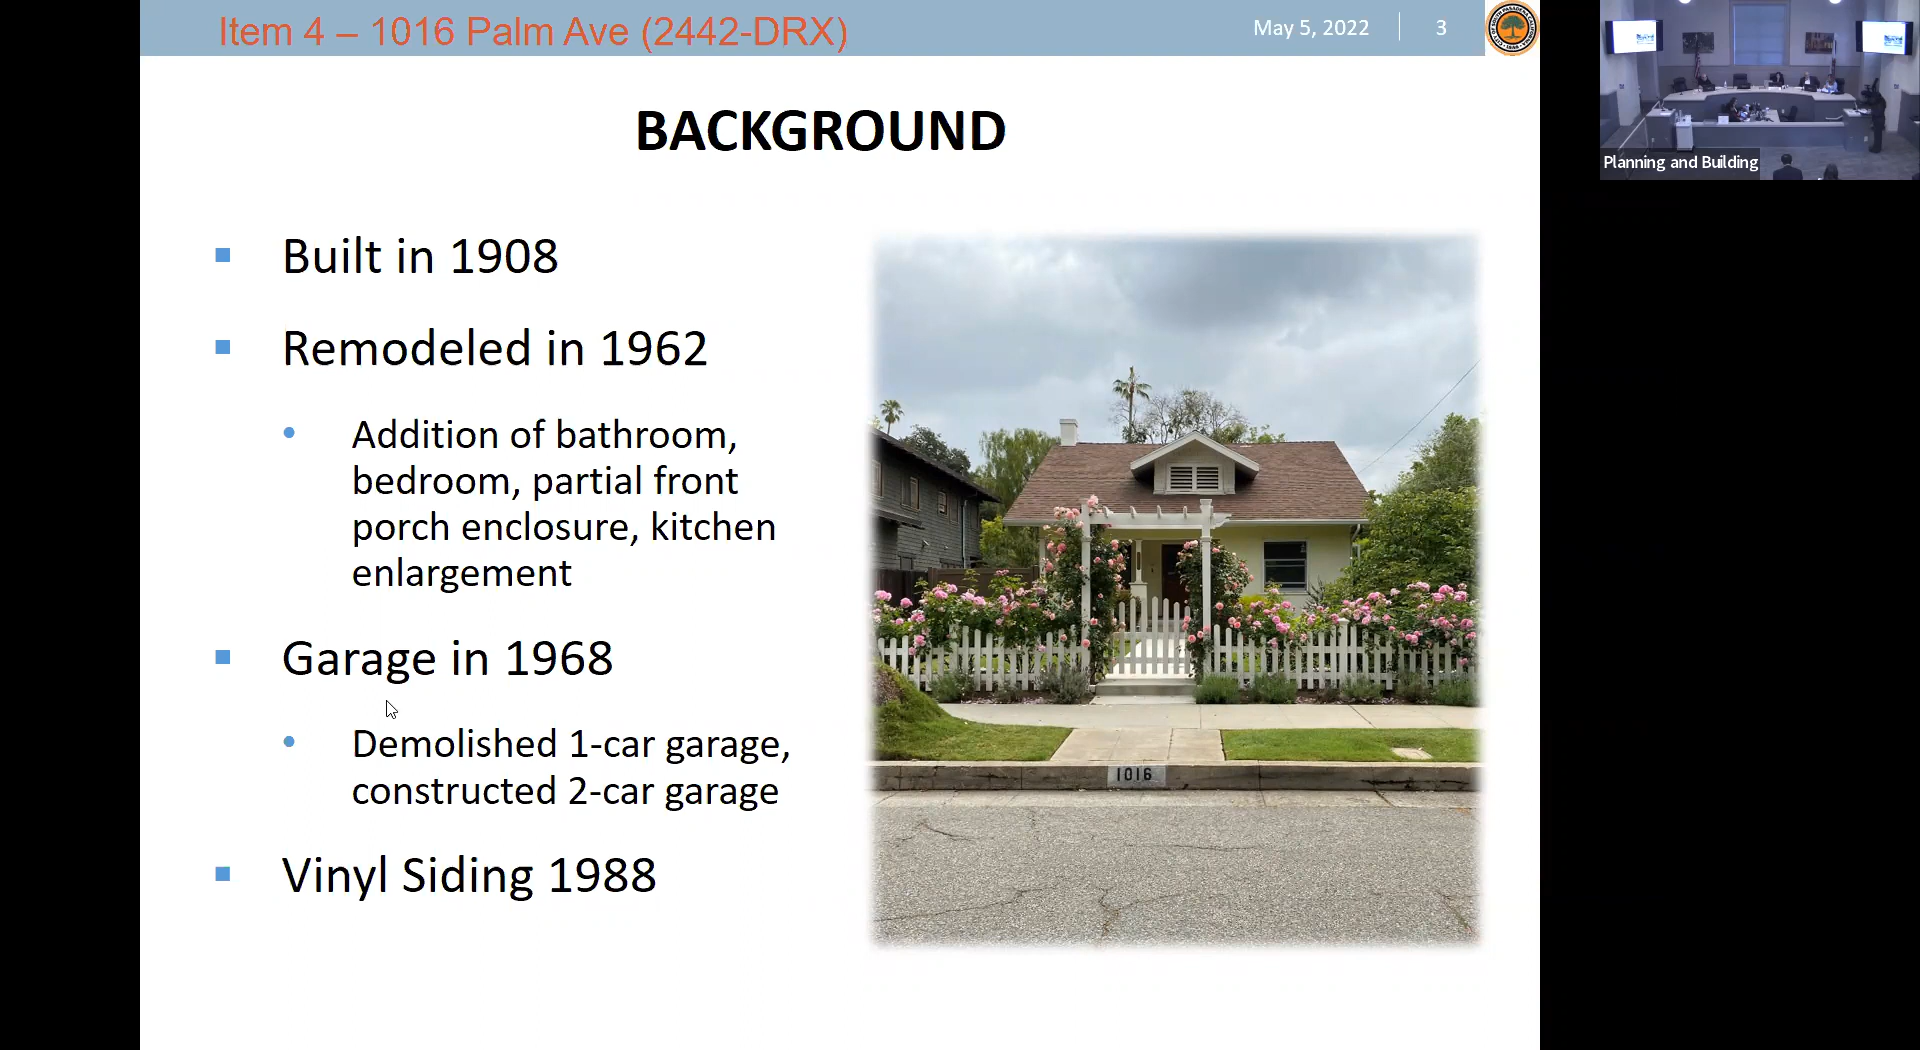 Item 4 – 1016 Palm Ave (2442-DRX)
May 5, 2022
3
BACKGROUND
Built in 1908
Remodeled in 1962
Addition of bathroom,
bedroom, partial front
porch enclosure, kitchen
enlargement
Garage in 1968
Demolished 1-car garage,
constructed 2-car garage
Vinyl Siding 1988
1016
Planning and Building